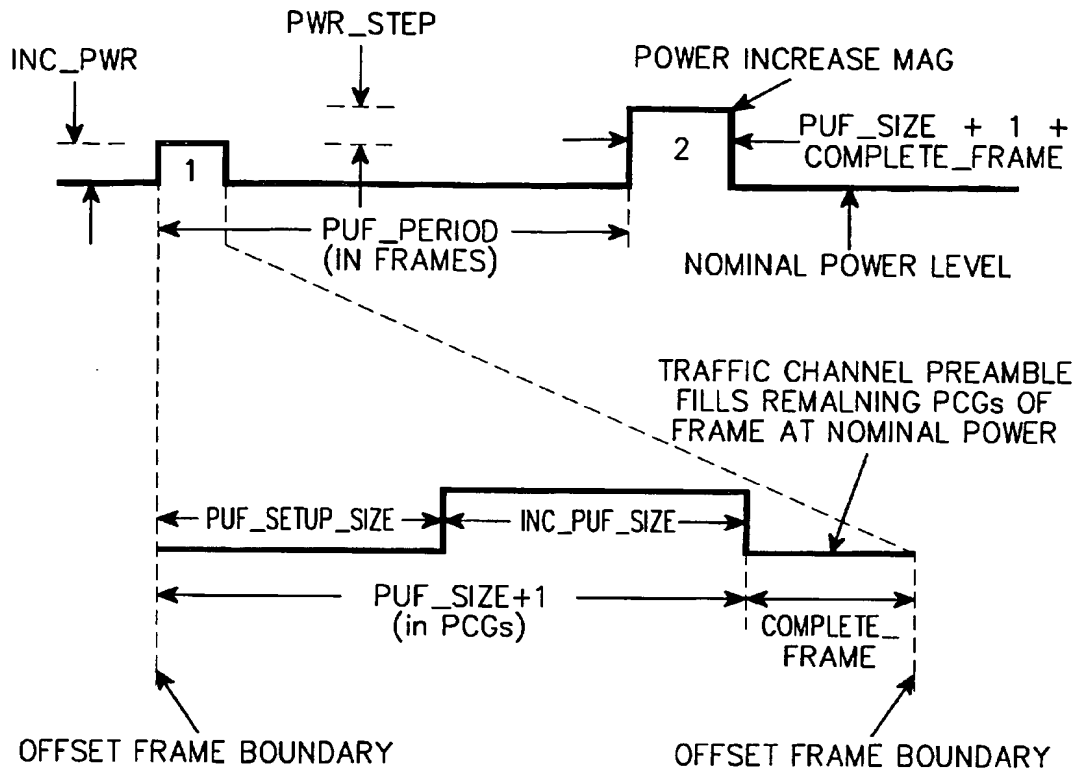 PWR_STEP
INC_PWR
POWER INCREASE MAG
1
2
PUF_SIZE + 1 +
COMPLETE_FRAME
PUF_PERIOD
(IN FRAMES)
NOMINAL POWER LEVEL
TRAFFIC CHANNEL PREAMBLE
FILLS REMALNING PCGs OF
FRAME AT NOMINAL POWER
PUF_SETUP_SIZE
INC_PUF_SIZE
PUF_SIZE+1
(in PCGs)
COMPLETE_
FRAME
OFFSET FRAME BOUNDARY
OFFSET FRAME BOUNDARY